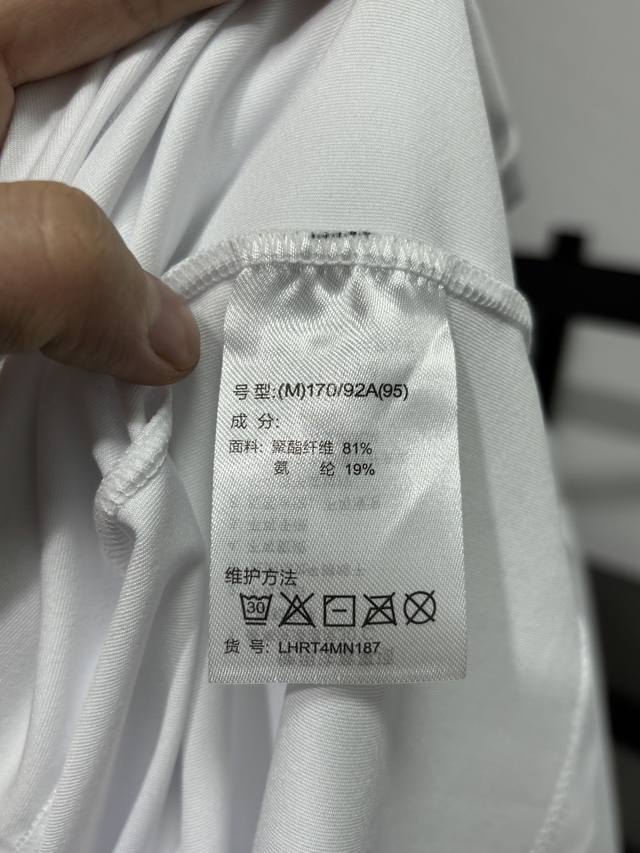 号型:(M)170/92A(95)
成 分:
面料: 聚酯纤维 81%
氨 纶 19%
维护方法
30
货 号: LHRT4MN187